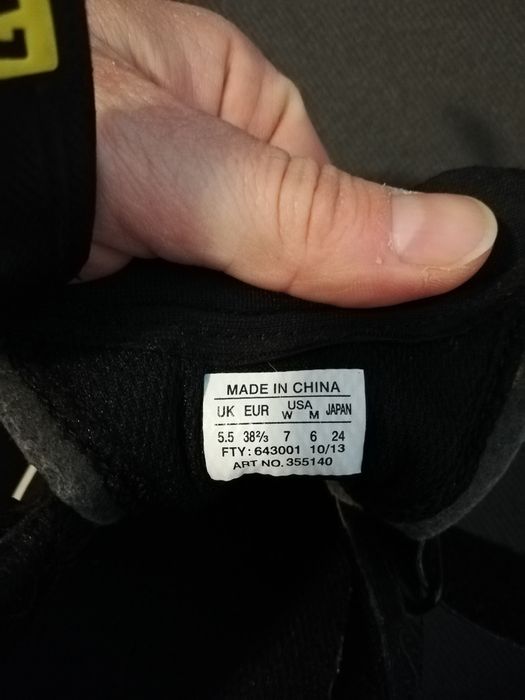 MADE IN CHINA
UK EUR USA W M JAPAN
5.5 38⅔ 7 6 24
FTY: 643001 10/13
ART NO. 355140